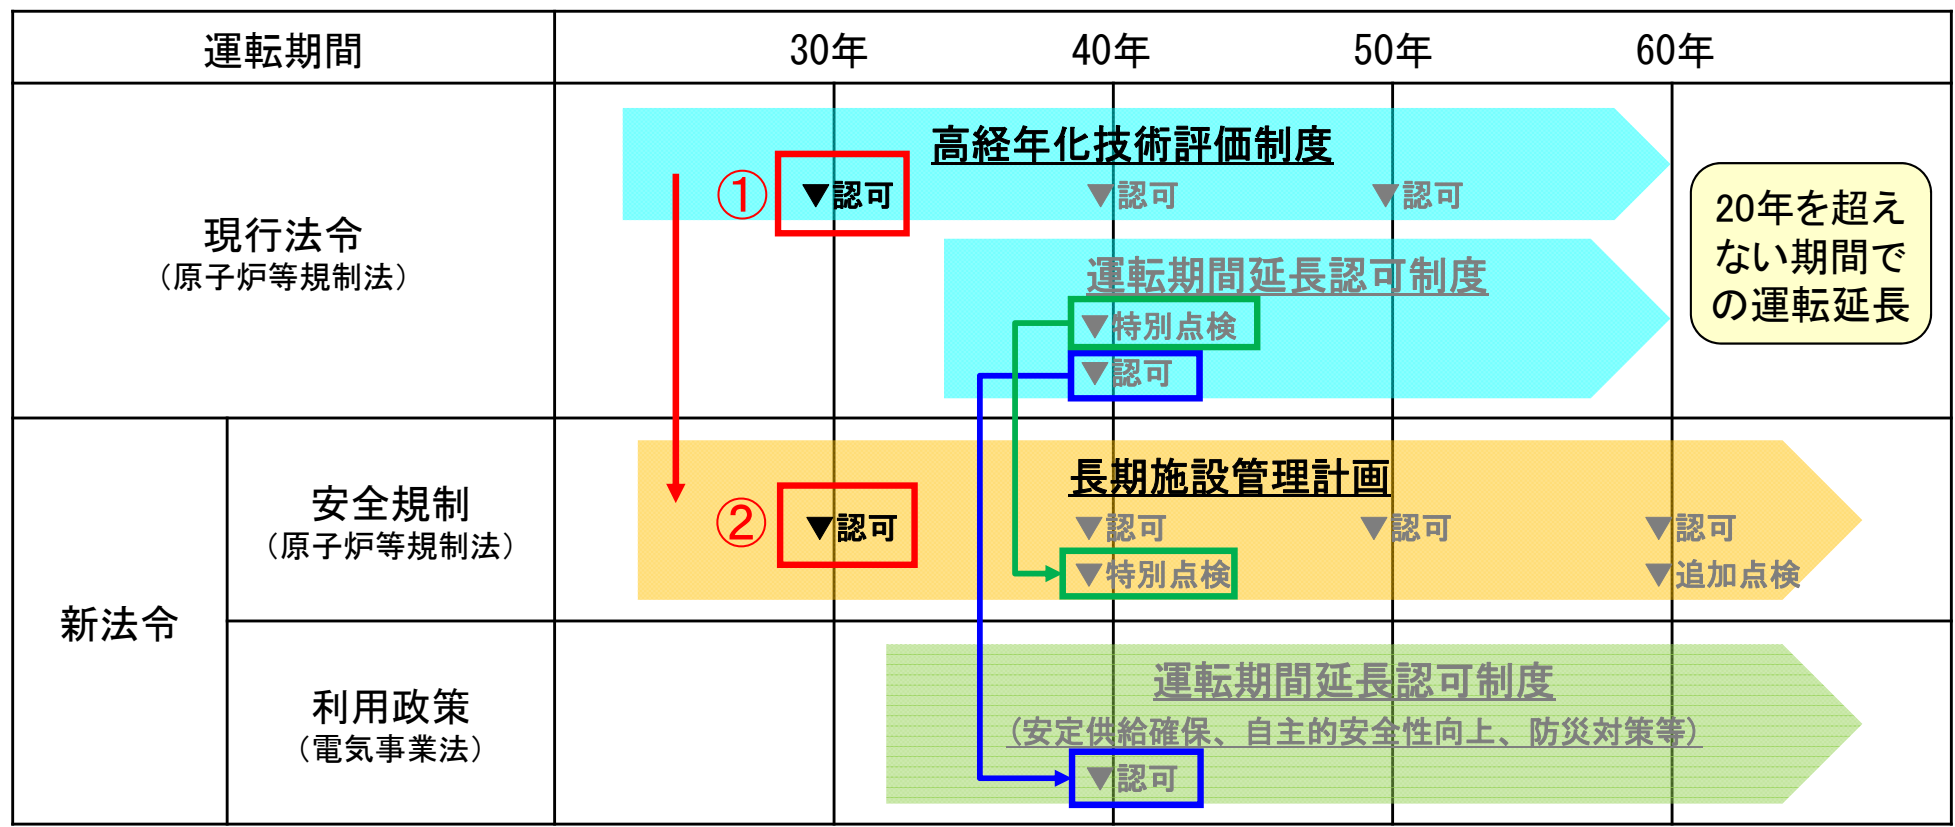 運転期間
30年
40年
50年
60年
現行法令
（原子炉等規制法）
高経年化技術評価制度
①
▼認可
▼認可
▼認可
運転期間延長認可制度
▼特別点検
▼認可
20年を超え
ない期間で
の運転延長
新法令
安全規制
（原子炉等規制法）
長期施設管理計画
②
▼認可
▼認可
▼認可
▼認可
▼特別点検
▼追加点検
利用政策
（電気事業法）
運転期間延長認可制度
（安定供給確保、自主的安全性向上、防災対策等）
▼認可